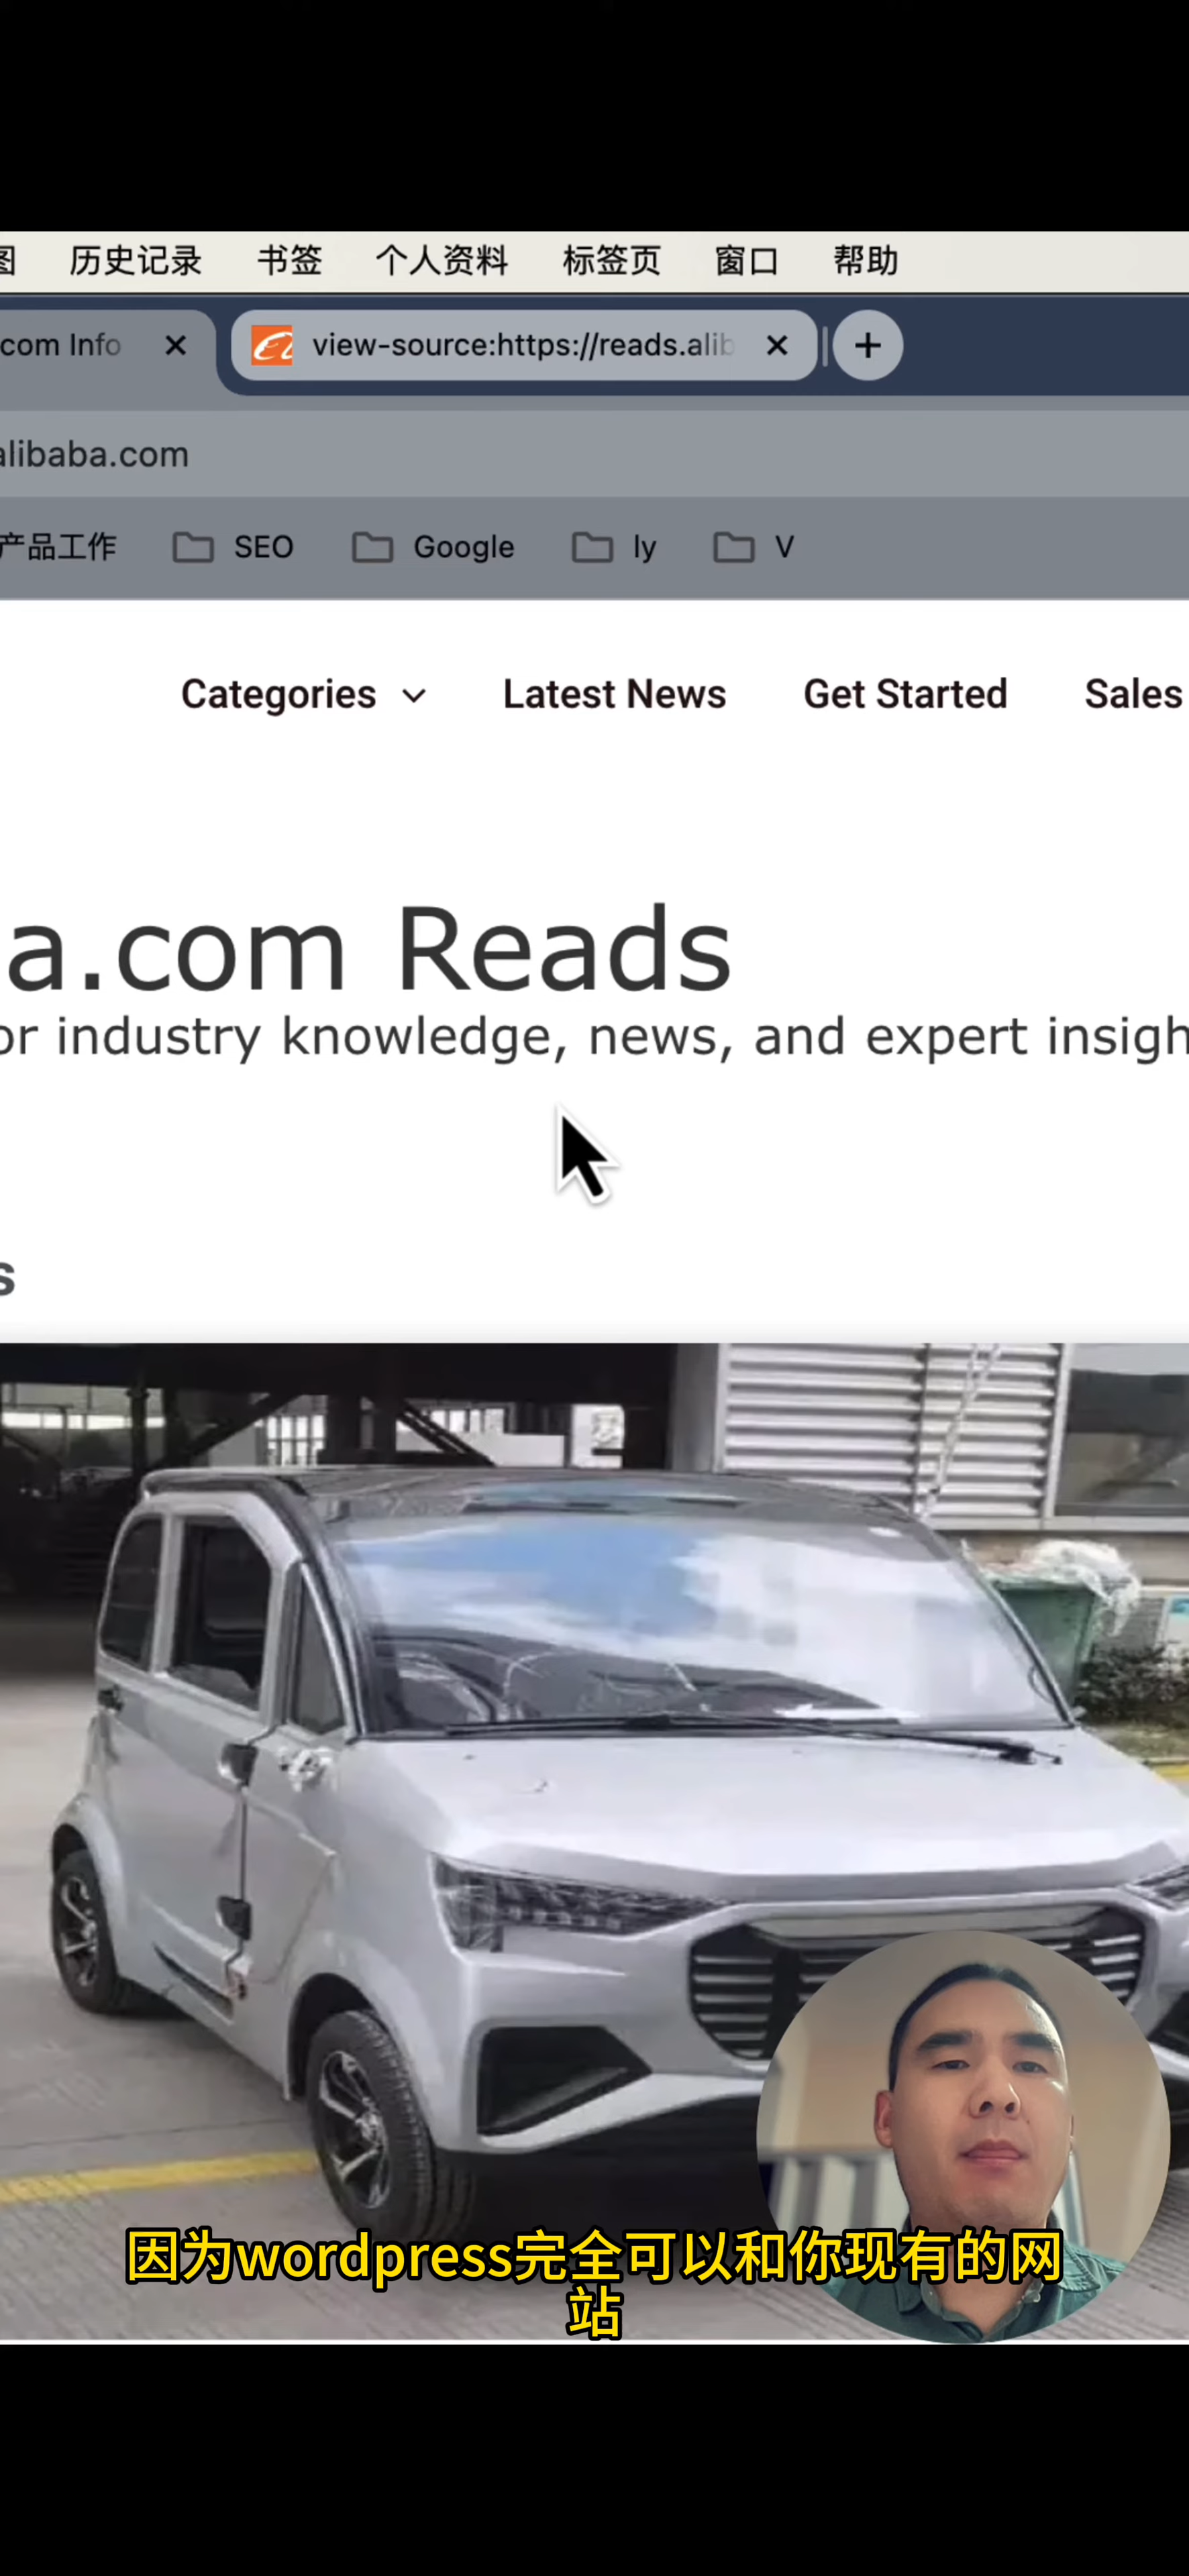 图 历史记录 书签 个人资料 标签页 窗口 帮助
com Info view-source:https://reads.alib
alibaba.com
产品工作 SEO Google ly V
Categories Latest News Get Started Sales
a.com Reads
or industry knowledge, news, and expert insigh
s
因为wordpress完全可以和你现有的网
站